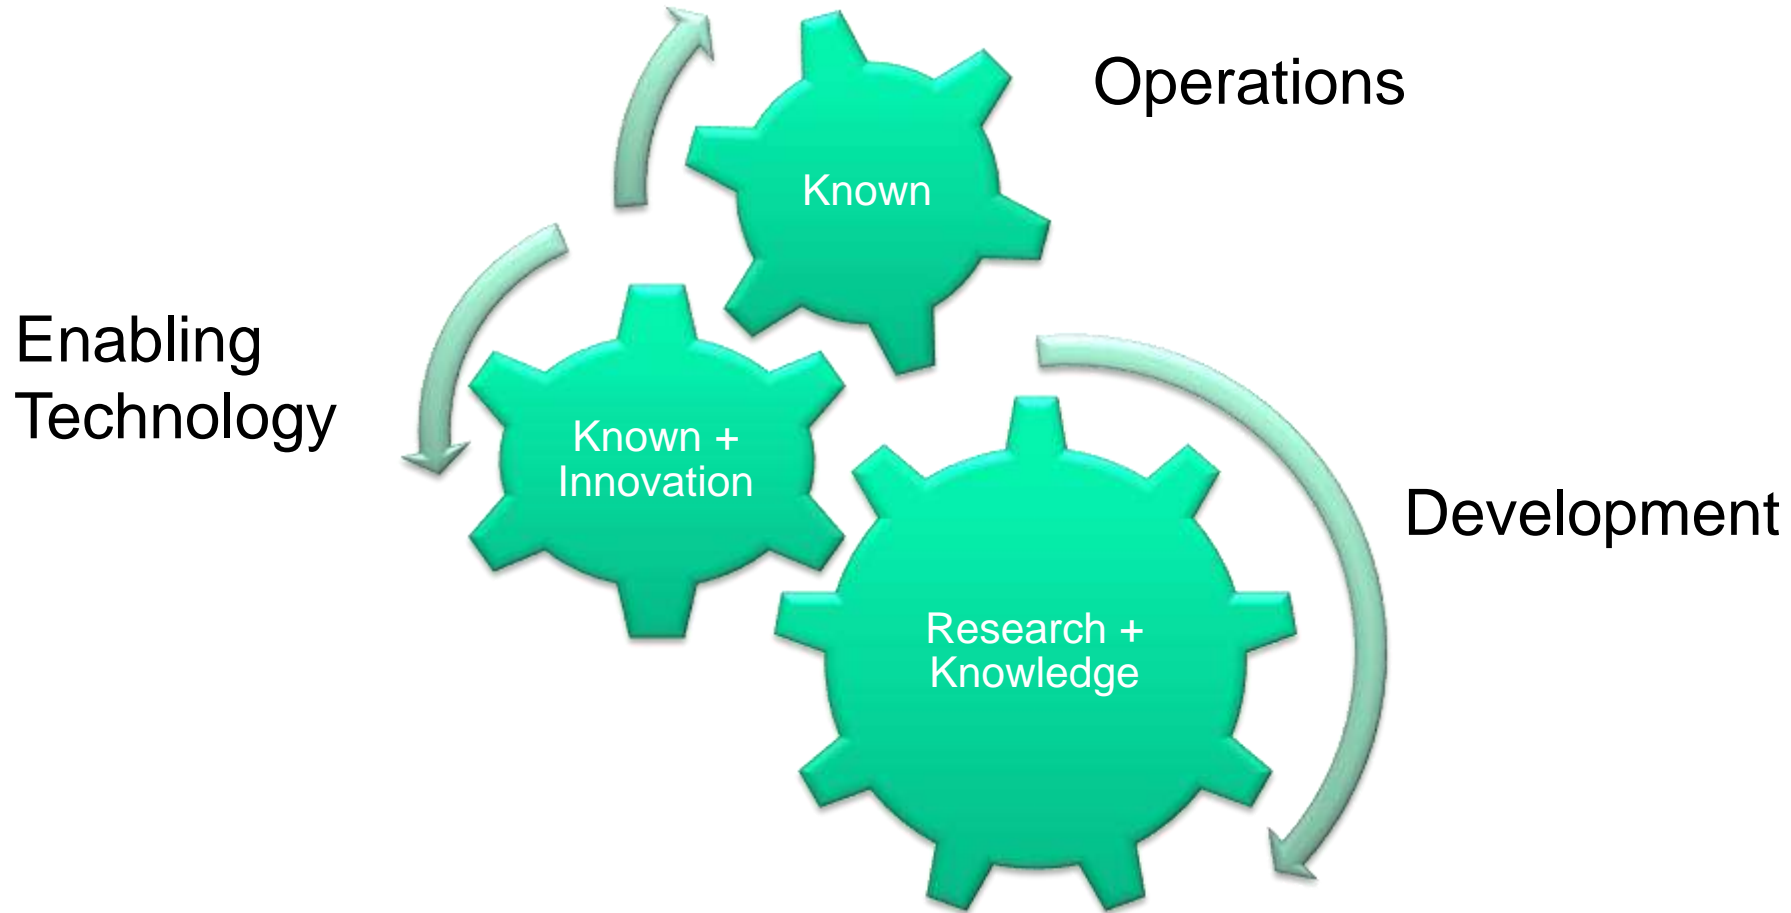 Operations
Known
Enabling
Technology
Known +
Innovation
Development
Research +
Knowledge